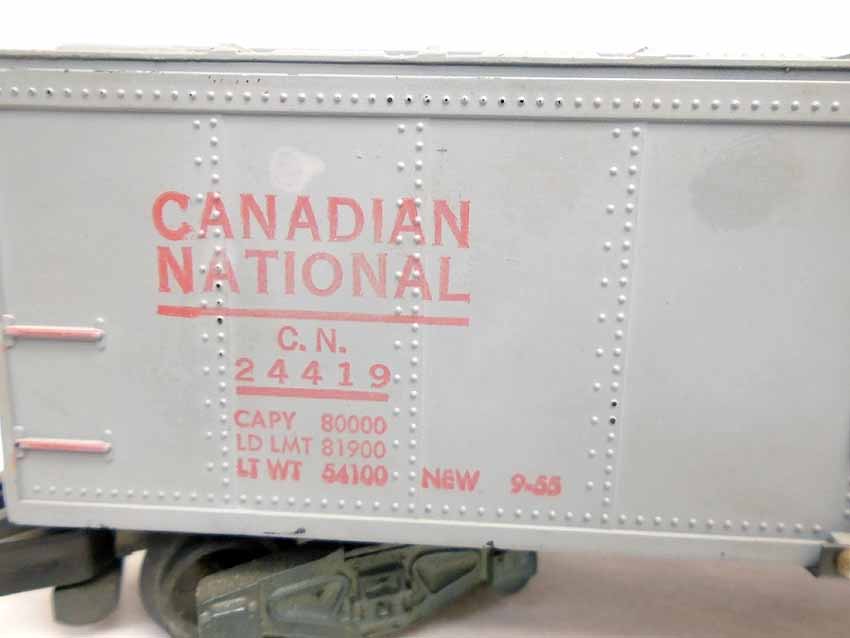 CANADIAN
NATIONAL
C.N.
24419
CAPY 80000
LD LMT 81900
LT WT 54100 NEW 9-55